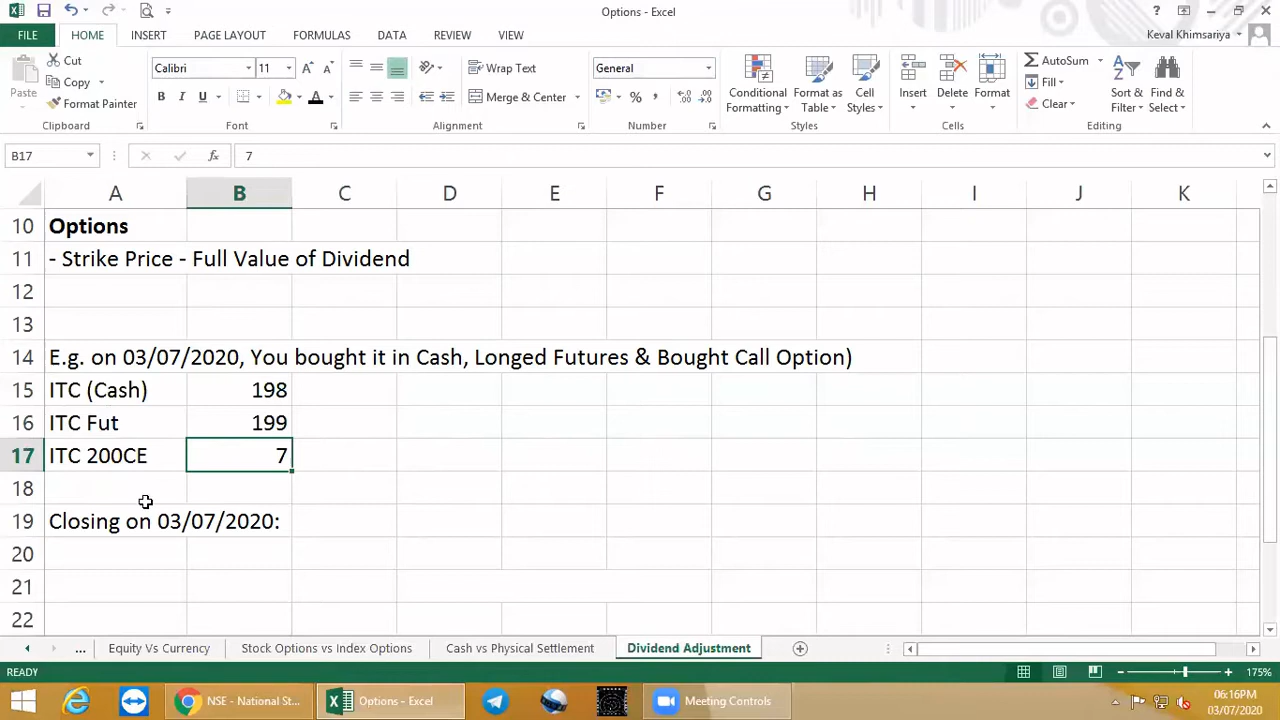 Options - Excel
Keval Khimsariya
FILE HOME INSERT PAGE LAYOUT FORMULAS DATA REVIEW VIEW
Paste Cut Copy Format Painter Clipboard
Calibri 11 B I U A Font
Wrap Text Merge & Center Alignment
General % , Number
Conditional Formatting Format as Table Cell Styles Styles
Insert Delete Format Cells
AutoSum Fill Clear Sort & Filter Find & Select Editing
B17 fx 7
A B C D E F G H I J K
10 Options
11 - Strike Price - Full Value of Dividend
12
13
14 E.g. on 03/07/2020, You bought it in Cash, Longed Futures & Bought Call Option)
15 ITC (Cash) 198
16 ITC Fut 199
17 ITC 200CE 7
18
19 Closing on 03/07/2020:
20
21
22
... Equity Vs Currency Stock Options vs Index Options Cash vs Physical Settlement Dividend Adjustment
READY 175%
NSE - National St... Options - Excel Meeting Controls 06:16PM
03/07/2020